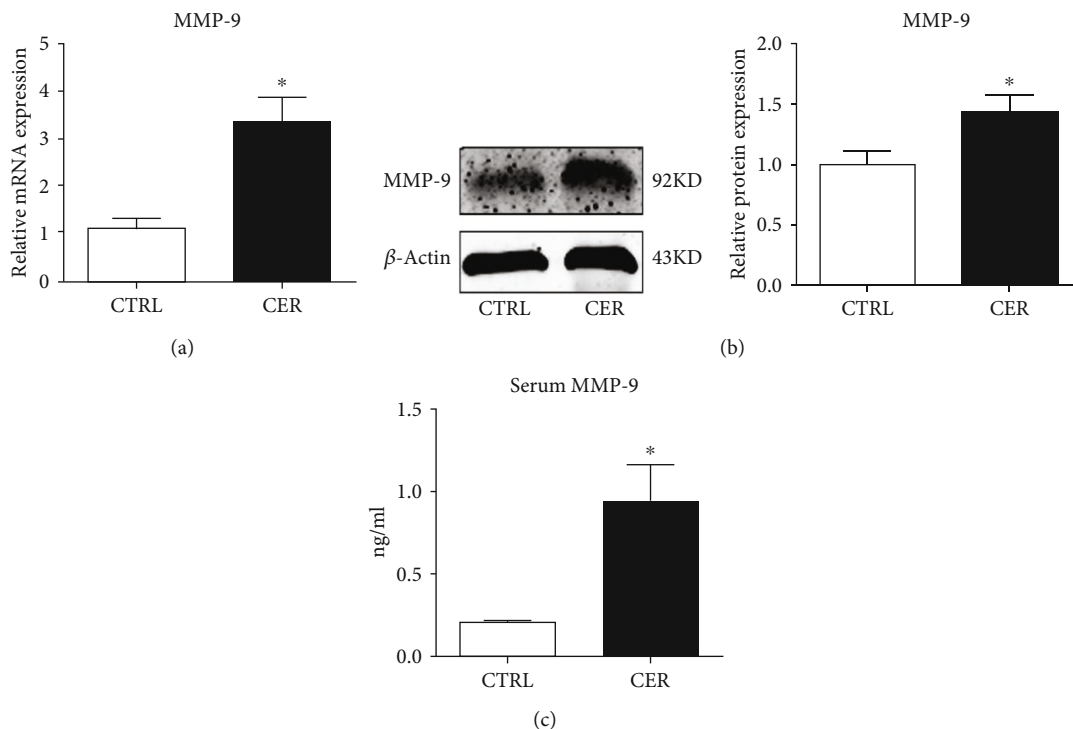 MMP-9
Relative mRNA expression
5
4
3
2
1
0
*
CTRL
CER
(a)
MMP-9
92KD
β-Actin
43KD
CTRL
CER
MMP-9
Relative protein expression
2.0
1.5
1.0
0.5
0.0
*
CTRL
CER
(b)
Serum MMP-9
ng/ml
1.5
1.0
0.5
0.0
*
CTRL
CER
(c)